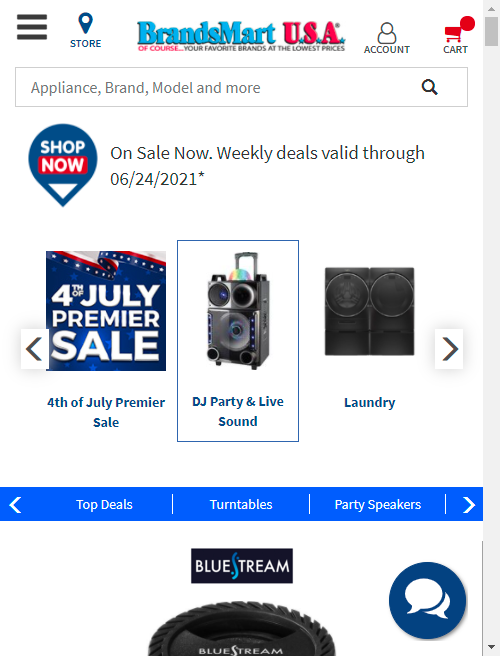 STORE
BrandsMart U.S.A.
OF COURSE...YOUR FAVORITE BRANDS AT THE LOWEST PRICES
ACCOUNT
CART
Appliance, Brand, Model and more
SHOP
NOW
On Sale Now. Weekly deals valid through
06/24/2021*
4TH OF JULY
PREMIER
SALE
4th of July Premier
Sale
DJ Party & Live
Sound
Laundry
Top Deals
Turntables
Party Speakers
BLUESTREAM
BLUESTREAM